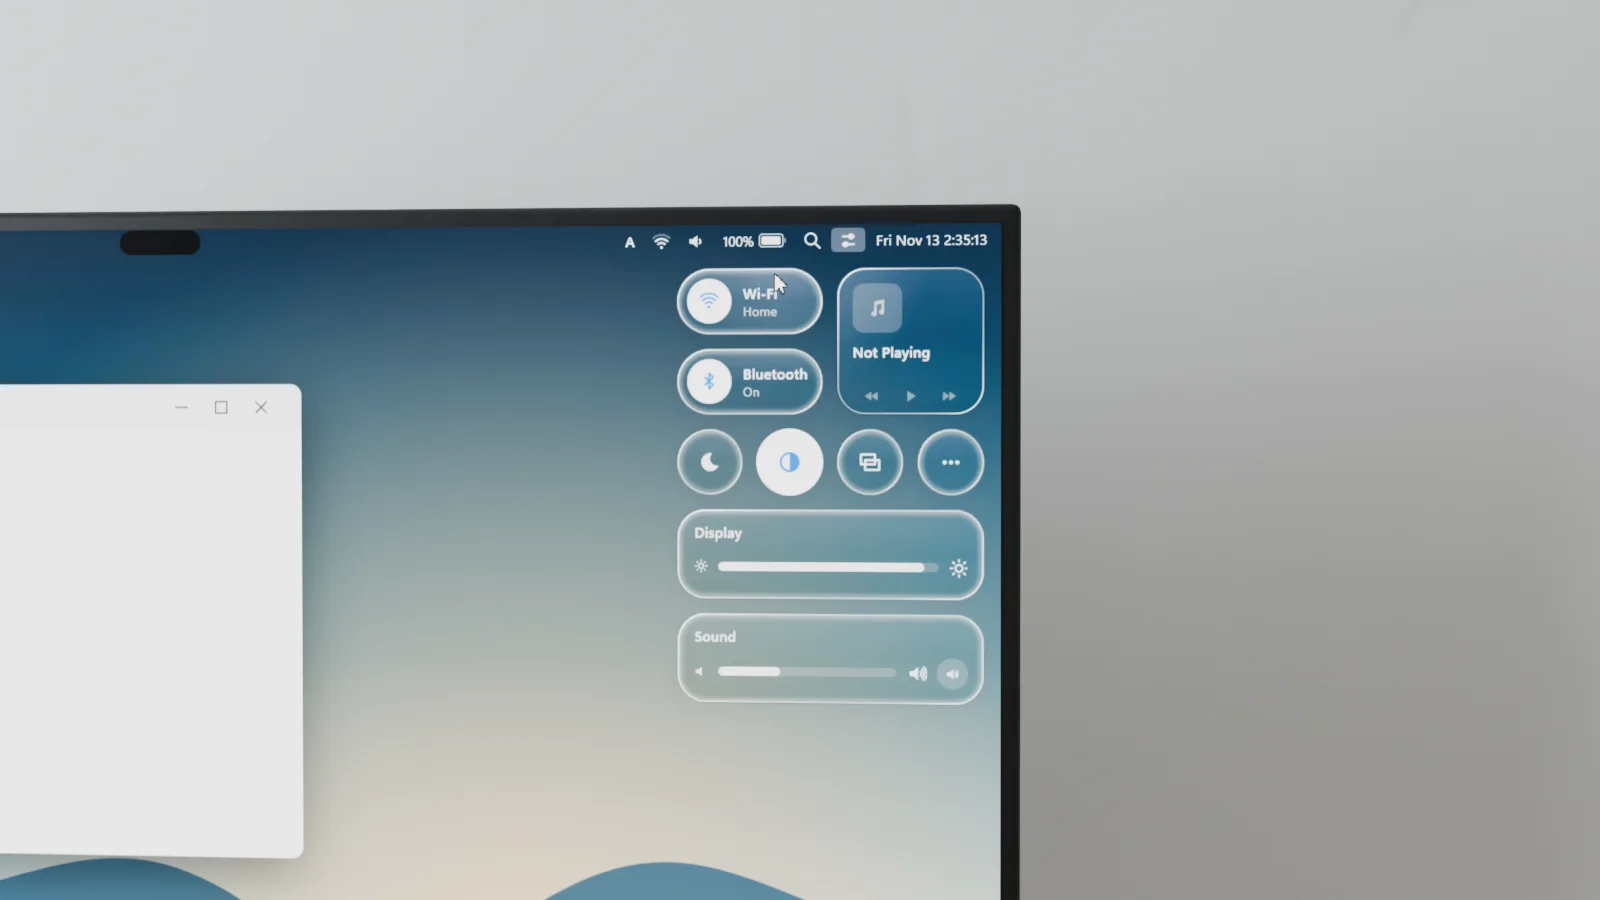 A 100% Fri Nov 13 2:35:13
Wi-Fi
Home
Not Playing
Bluetooth
On
Display
Sound